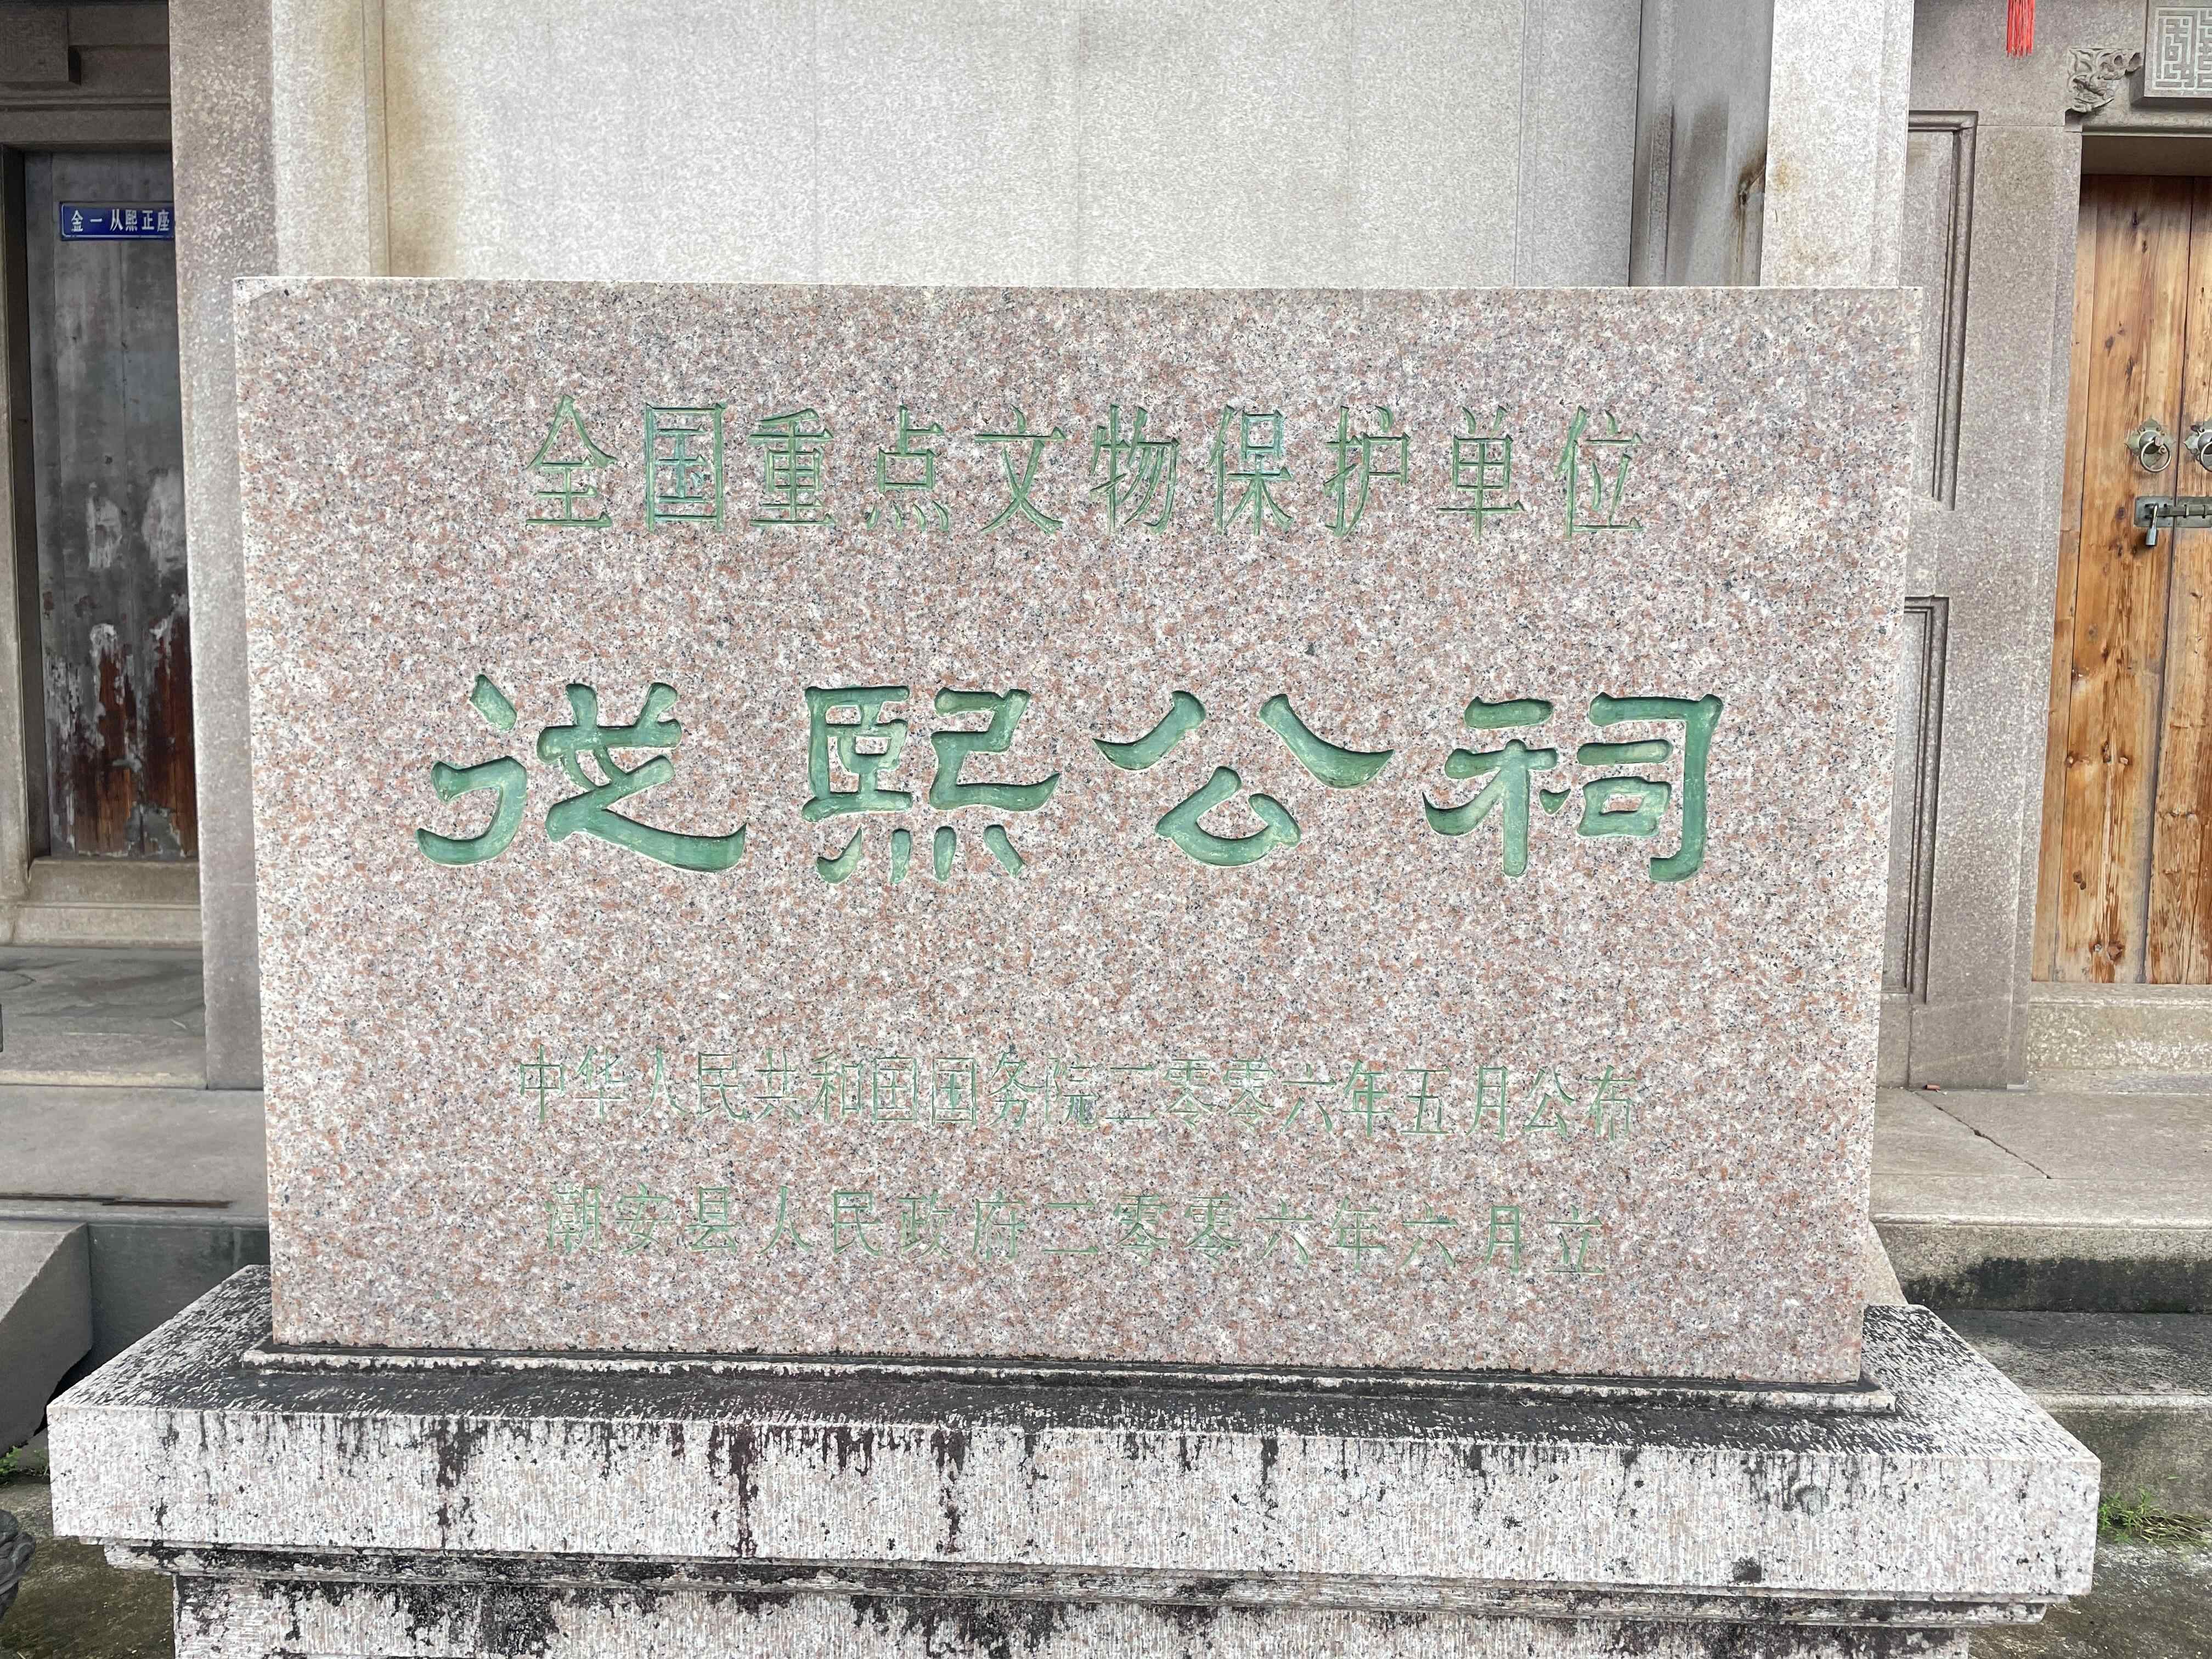 金一从熙正座
全国重点文物保护单位
従熙公祠
中华人民共和国国务院二零零六年五月公布
潮安县人民政府二零零六年六月立